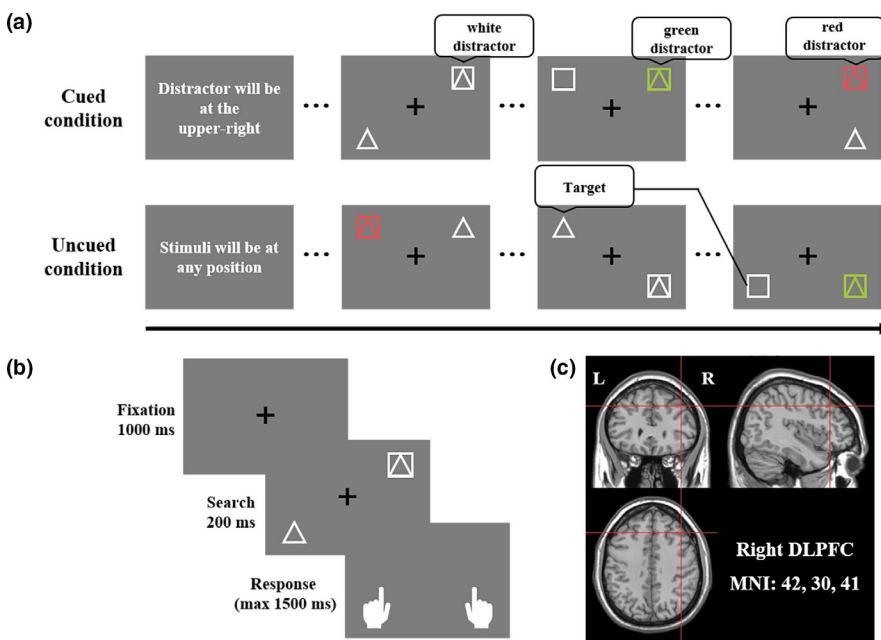 (a)
white
distractor
green
distractor
red
distractor
Cued
condition
Distractor will be
at the
upper-right
...
...
...
Target
Uncued
condition
Stimuli will be at
any position
...
...
...
(b)
Fixation
1000 ms
Search
200 ms
Response
(max 1500 ms)
(c)
L
R
Right DLPFC
MNI: 42, 30, 41